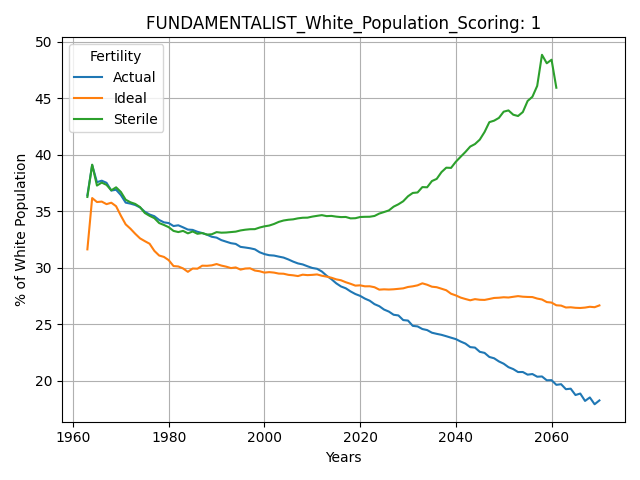 FUNDAMENTALIST_White_Population_Scoring: 1
% of White Population
50
45
40
35
30
25
20
Fertility
Actual
Ideal
Sterile
1960 1980 2000 2020 2040 2060
Years